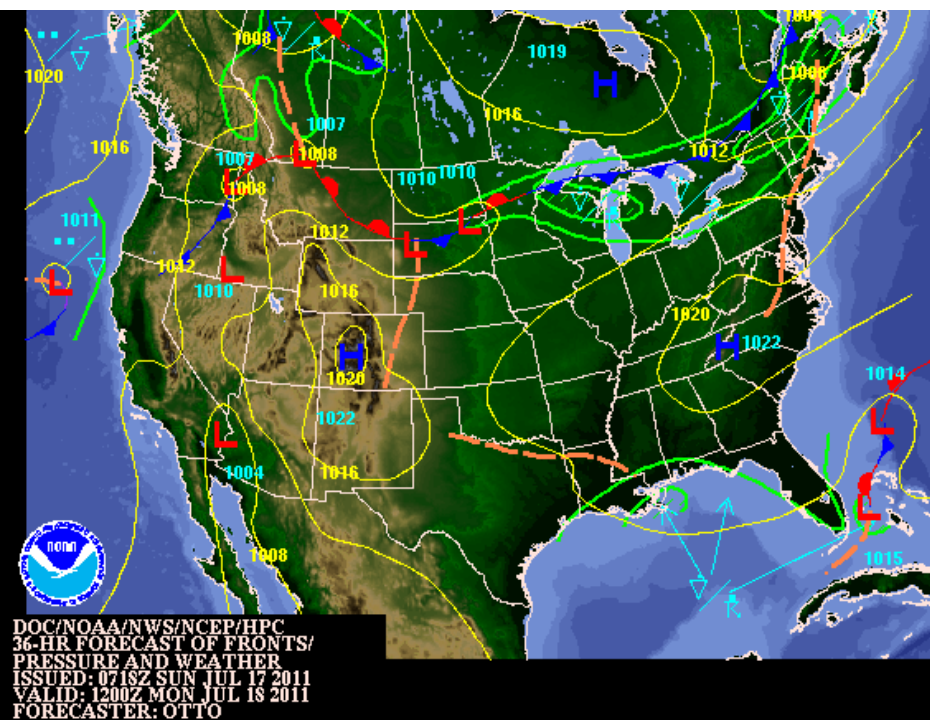 1008
1004
1019
1020
1008
1016
1016
1007
1012
1007
1008
1008
1010
1010
1011
1012
1012
1010
1016
1020
1022
1014
1020
1022
1016
1004
1008
1015
noaa
DOC/NOAA/NWS/NCEP/HPC
36-HR FORECAST OF FRONTS/
PRESSURE AND WEATHER
ISSUED: 0718Z SUN JUL 17 2011
VALID: 1200Z MON JUL 18 2011
FORECASTER: OTTO
H
L
L
L
L
L
L
H
H
L
L
L